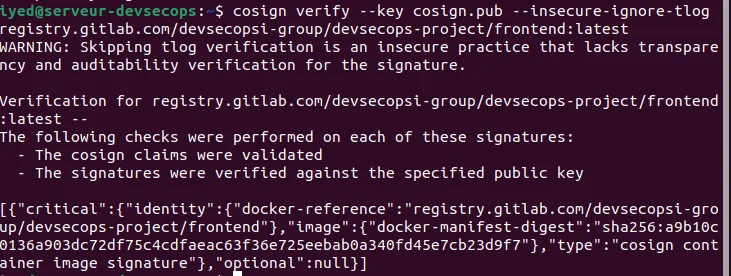 iyed@serveur-devsecops:~$ cosign verify --key cosign.pub --insecure-ignore-tlog
registry.gitlab.com/devsecopsi-group/devsecops-project/frontend:latest
WARNING: Skipping tlog verification is an insecure practice that lacks transpare
ncy and auditability verification for the signature.

Verification for registry.gitlab.com/devsecopsi-group/devsecops-project/frontend
:latest --
The following checks were performed on each of these signatures:
  - The cosign claims were validated
  - The signatures were verified against the specified public key

[{"critical":{"identity":{"docker-reference":"registry.gitlab.com/devsecopsi-gro
up/devsecops-project/frontend"},"image":{"docker-manifest-digest":"sha256:a9b10c
0136a903dc72df75c4cdfaeac63f36e725eebab0a340fd45e7cb23d9f7"},"type":"cosign cont
ainer image signature"},"optional":null}]